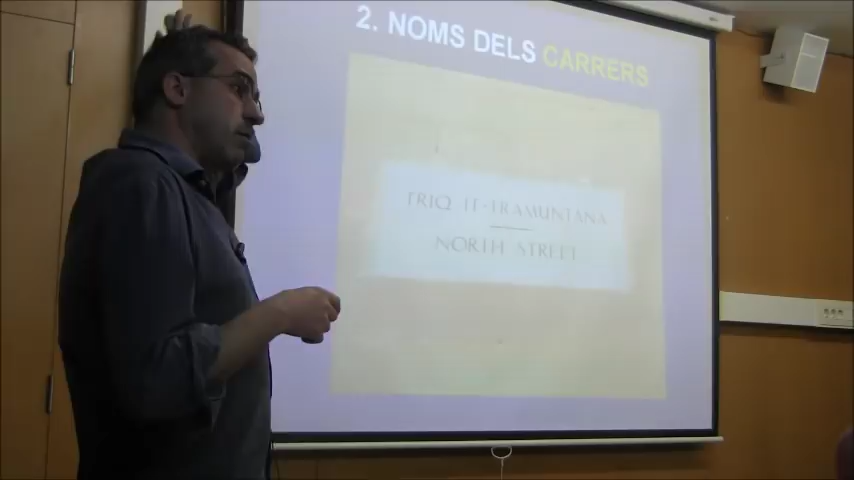 2. NOMS DELS CARRERS
TRIQ IT-TRAMUNTANA
NORTH STREET